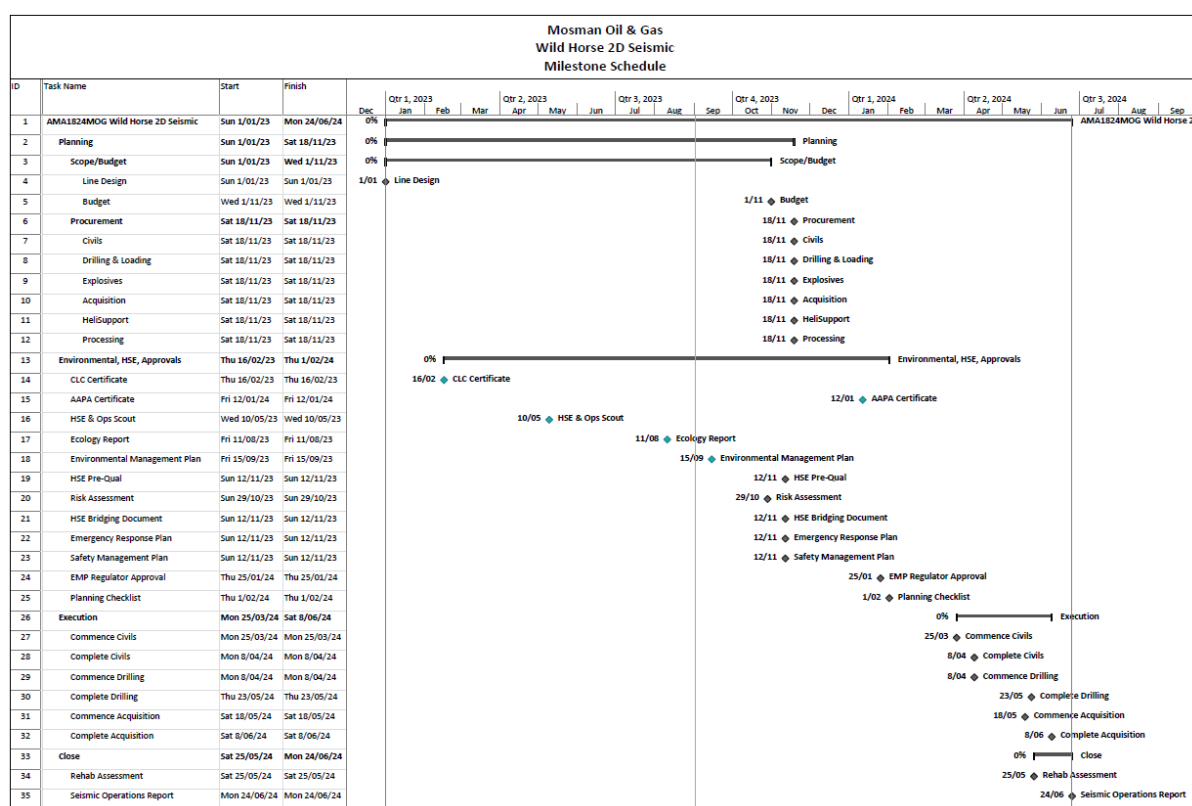 Mosman Oil & Gas
Wild Horse 2D Seismic
Milestone Schedule
ID Task Name Start Finish
Qtr 1, 2023 Qtr 2, 2023 Qtr 3, 2023 Qtr 4, 2023 Qtr 1, 2024 Qtr 2, 2024 Qtr 3, 2024
Dec Jan Feb Mar Apr May Jun Jul Aug Sep Oct Nov Dec Jan Feb Mar Apr May Jun Jul Aug Sep
1 AMA1824MOG Wild Horse 2D Seismic Sun 1/01/23 Mon 24/06/24 0% AMA1824MOG Wild Horse 2
2 Planning Sun 1/01/23 Sat 18/11/23 0% Planning
3 Scope/Budget Sun 1/01/23 Wed 1/11/23 0% Scope/Budget
4 Line Design Sun 1/01/23 Sun 1/01/23 1/01 Line Design
5 Budget Wed 1/11/23 Wed 1/11/23 1/11 Budget
6 Procurement Sat 18/11/23 Sat 18/11/23 18/11 Procurement
7 Civils Sat 18/11/23 Sat 18/11/23 18/11 Civils
8 Drilling & Loading Sat 18/11/23 Sat 18/11/23 18/11 Drilling & Loading
9 Explosives Sat 18/11/23 Sat 18/11/23 18/11 Explosives
10 Acquisition Sat 18/11/23 Sat 18/11/23 18/11 Acquisition
11 HeliSupport Sat 18/11/23 Sat 18/11/23 18/11 HeliSupport
12 Processing Sat 18/11/23 Sat 18/11/23 18/11 Processing
13 Environmental, HSE, Approvals Thu 16/02/23 Thu 1/02/24 0% Environmental, HSE, Approvals
14 CLC Certificate Thu 16/02/23 Thu 16/02/23 16/02 CLC Certificate
15 AAPA Certificate Fri 12/01/24 Fri 12/01/24 12/01 AAPA Certificate
16 HSE & Ops Scout Wed 10/05/23 Wed 10/05/23 10/05 HSE & Ops Scout
17 Ecology Report Fri 11/08/23 Fri 11/08/23 11/08 Ecology Report
18 Environmental Management Plan Fri 15/09/23 Fri 15/09/23 15/09 Environmental Management Plan
19 HSE Pre-Qual Sun 12/11/23 Sun 12/11/23 12/11 HSE Pre-Qual
20 Risk Assessment Sun 29/10/23 Sun 29/10/23 29/10 Risk Assessment
21 HSE Bridging Document Sun 12/11/23 Sun 12/11/23 12/11 HSE Bridging Document
22 Emergency Response Plan Sun 12/11/23 Sun 12/11/23 12/11 Emergency Response Plan
23 Safety Management Plan Sun 12/11/23 Sun 12/11/23 12/11 Safety Management Plan
24 EMP Regulator Approval Thu 25/01/24 Thu 25/01/24 25/01 EMP Regulator Approval
25 Planning Checklist Thu 1/02/24 Thu 1/02/24 1/02 Planning Checklist
26 Execution Mon 25/03/24 Sat 8/06/24 0% Execution
27 Commence Civils Mon 25/03/24 Mon 25/03/24 25/03 Commence Civils
28 Complete Civils Mon 8/04/24 Mon 8/04/24 8/04 Complete Civils
29 Commence Drilling Mon 8/04/24 Mon 8/04/24 8/04 Commence Drilling
30 Complete Drilling Thu 23/05/24 Thu 23/05/24 23/05 Complete Drilling
31 Commence Acquisition Sat 18/05/24 Sat 18/05/24 18/05 Commence Acquisition
32 Complete Acquisition Sat 8/06/24 Sat 8/06/24 8/06 Complete Acquisition
33 Close Sat 25/05/24 Mon 24/06/24 0% Close
34 Rehab Assessment Sat 25/05/24 Sat 25/05/24 25/05 Rehab Assessment
35 Seismic Operations Report Mon 24/06/24 Mon 24/06/24 24/06 Seismic Operations Report